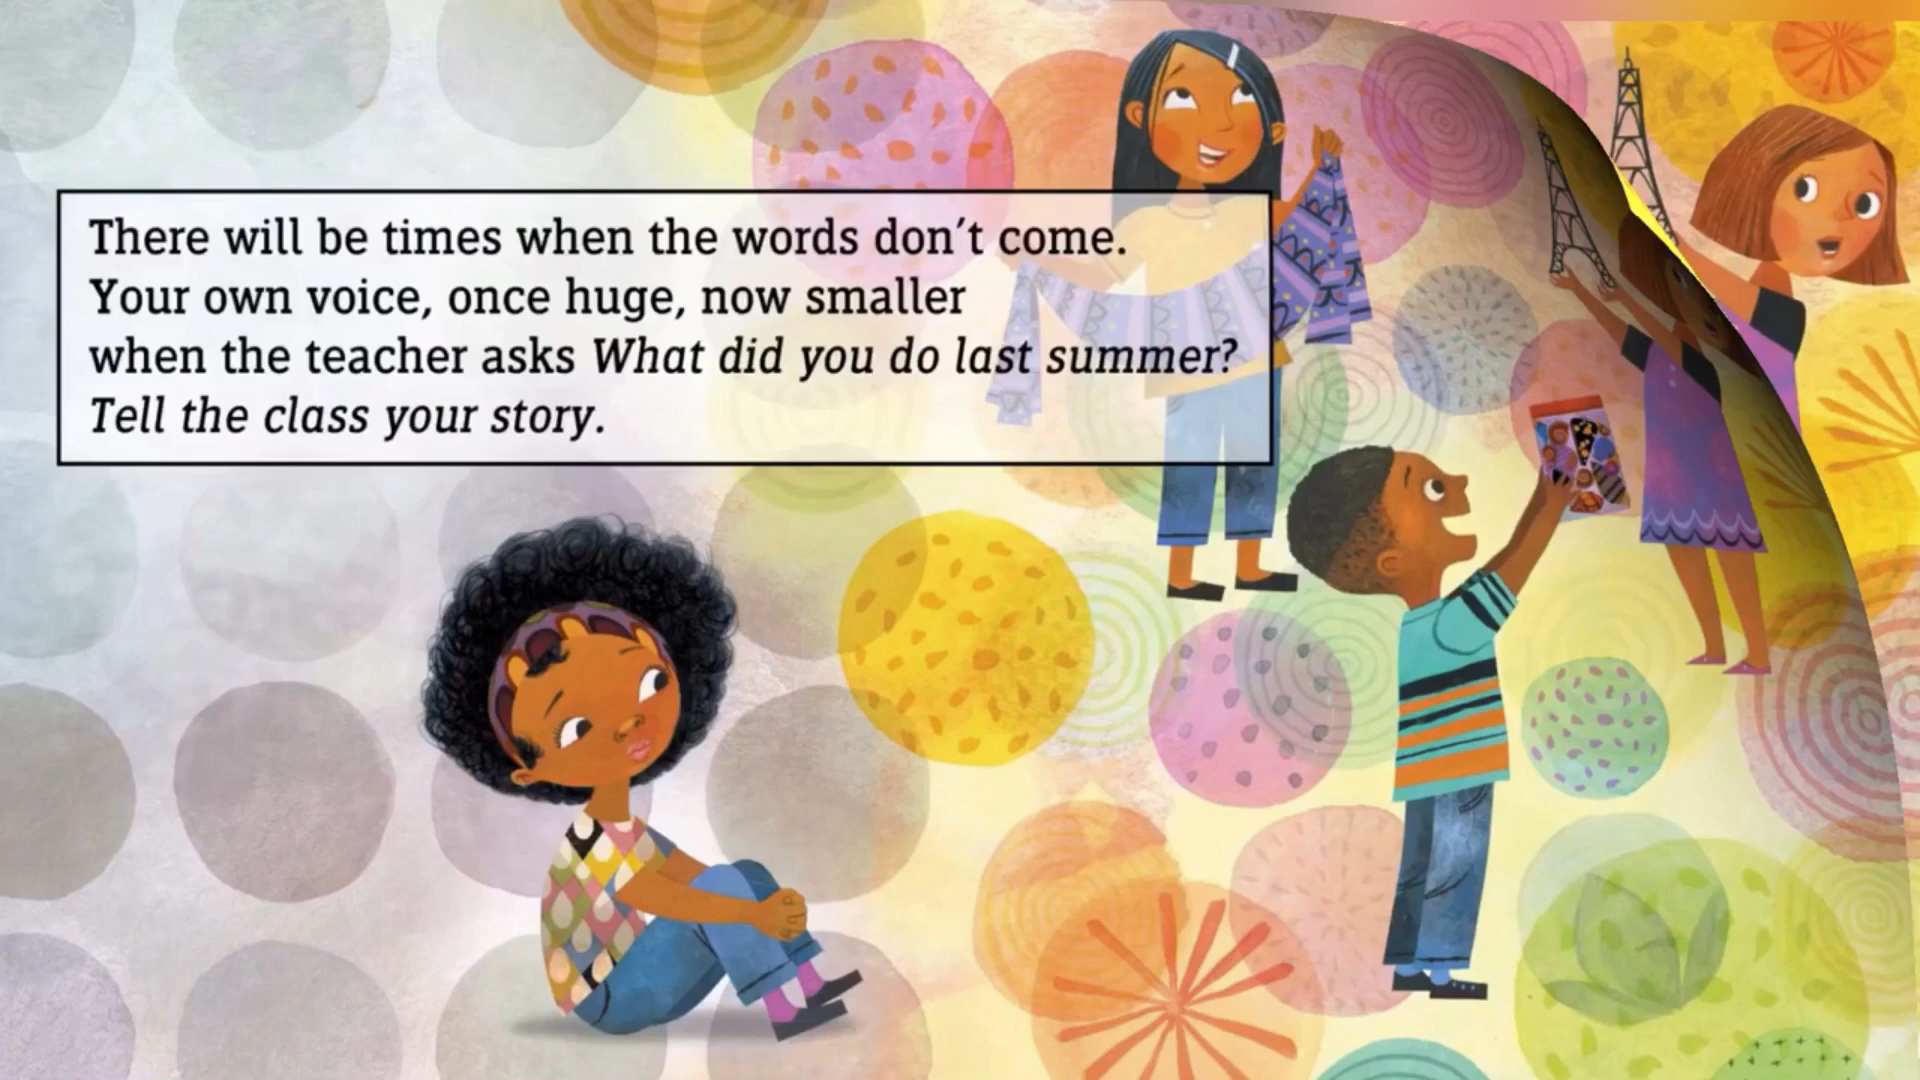 There will be times when the words don’t come.
Your own voice, once huge, now smaller
when the teacher asks What did you do last summer?
Tell the class your story.